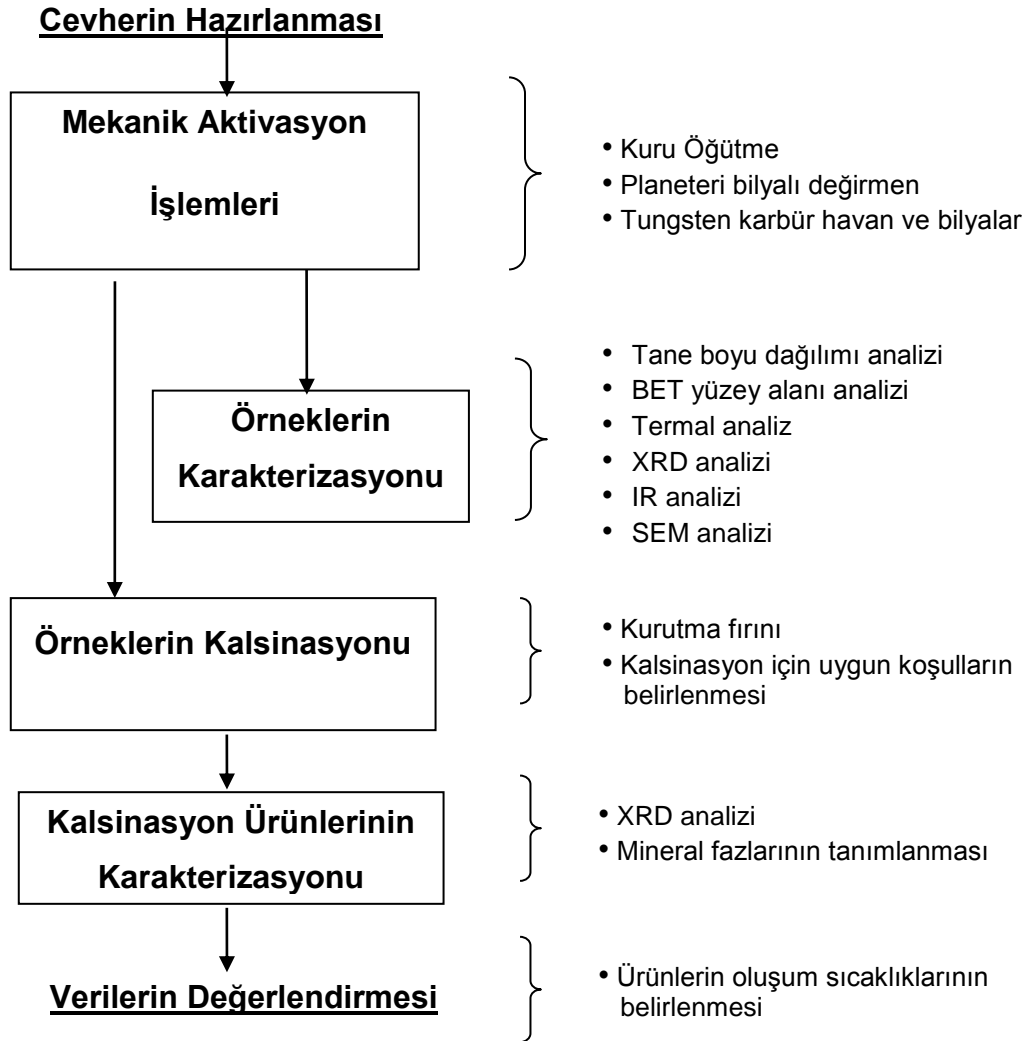 Cevherin Hazırlanması
Mekanik Aktivasyon
İşlemleri
• Kuru Öğütme
• Planeteri bilyalı değirmen
• Tungsten karbür havan ve bilyalar
Örneklerin
Karakterizasyonu
• Tane boyu dağılımı analizi
• BET yüzey alanı analizi
• Termal analiz
• XRD analizi
• IR analizi
• SEM analizi
Örneklerin Kalsinasyonu
• Kurutma fırını
• Kalsinasyon için uygun koşulların
belirlenmesi
Kalsinasyon Ürünlerinin
Karakterizasyonu
• XRD analizi
• Mineral fazlarının tanımlanması
Verilerin Değerlendirmesi
• Ürünlerin oluşum sıcaklıklarının
belirlenmesi